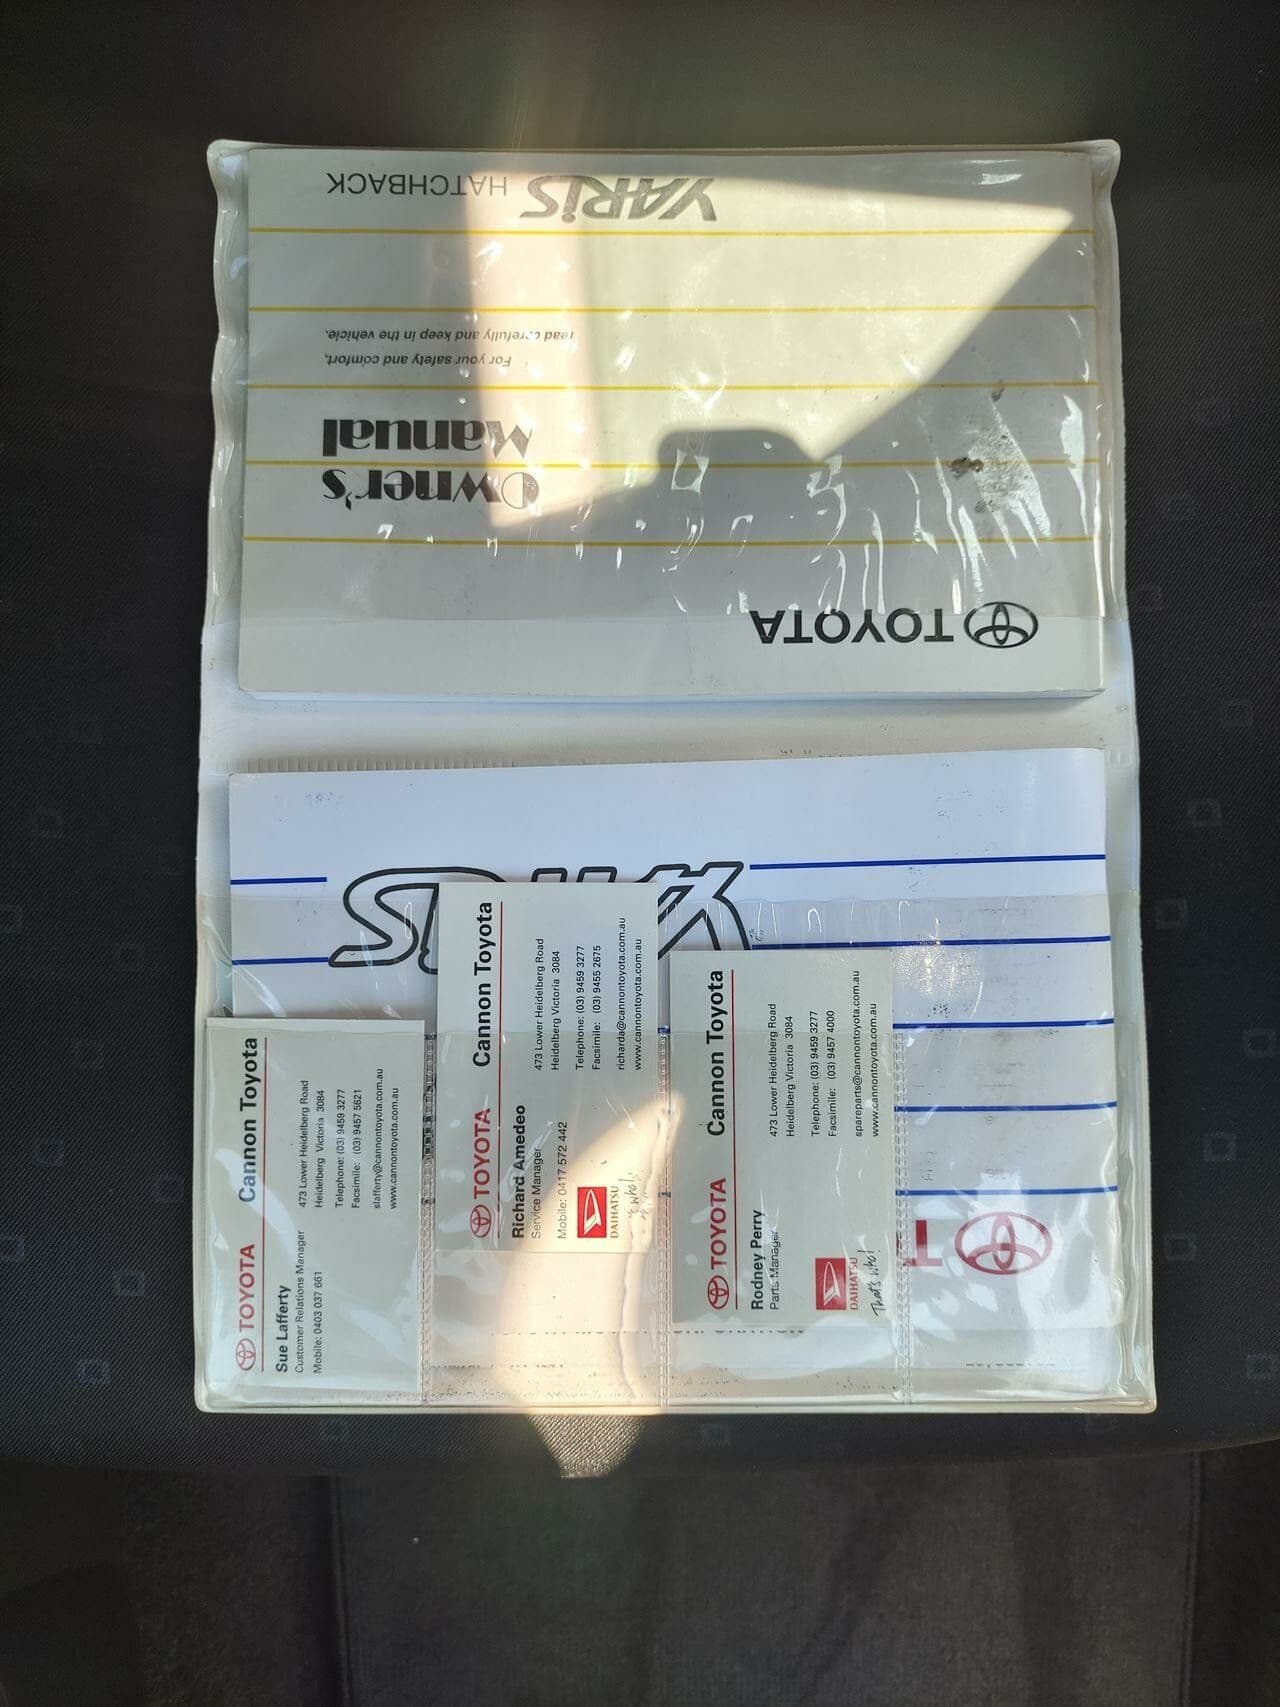 YARiS HATCHBACK
For your safety and comfort,
read carefully and keep in the vehicle.
Owner's
Manual
TOYOTA
TOYOTA Cannon Toyota
Sue Lafferty
Customer Relations Manager
Mobile: 0403 037 661
473 Lower Heidelberg Road
Heidelberg Victoria 3084
Telephone: (03) 9459 3277
Facsimile: (03) 9457 5621
slafferty@cannontoyota.com.au
www.cannontoyota.com.au
TOYOTA Cannon Toyota
Richard Amedeo
Service Manager
Mobile: 0417 572 442
DAIHATSU
473 Lower Heidelberg Road
Heidelberg Victoria 3084
Telephone: (03) 9459 3277
Facsimile: (03) 9455 2675
richarda@cannontoyota.com.au
www.cannontoyota.com.au
TOYOTA Cannon Toyota
Rodney Perry
Parts Manager
DAIHATSU
That's who!
473 Lower Heidelberg Road
Heidelberg Victoria 3084
Telephone: (03) 9459 3277
Facsimile: (03) 9457 4000
spareparts@cannontoyota.com.au
www.cannontoyota.com.au